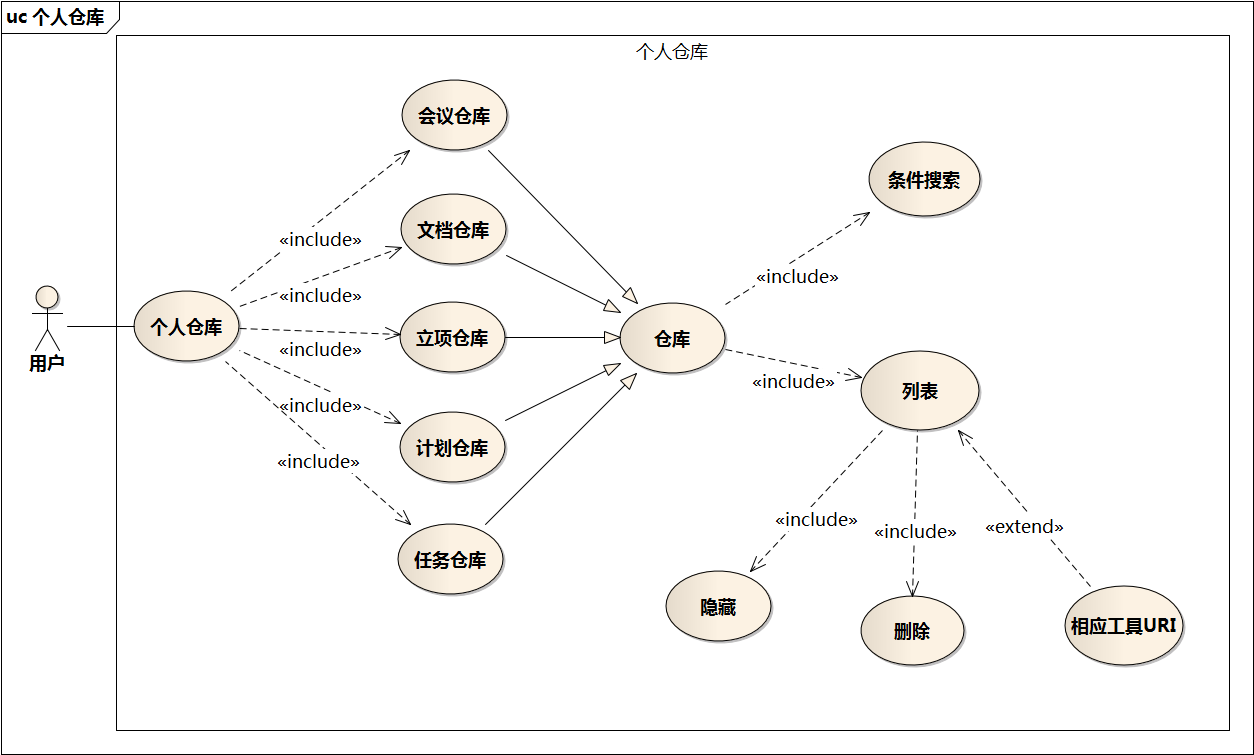 uc 个人仓库
个人仓库
会议仓库
条件搜索
文档仓库
«include»
«include»
«include»
用户
个人仓库
立项仓库
仓库
«include»
«include»
列表
«include»
计划仓库
«include»
«include»
«include»
«extend»
任务仓库
隐藏
删除
相应工具URI